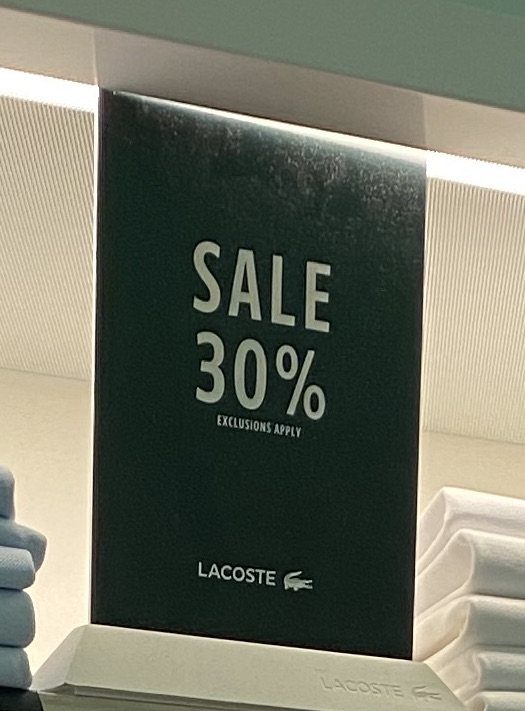 SALE
30%
EXCLUSIONS APPLY
LACOSTE
LACOSTE